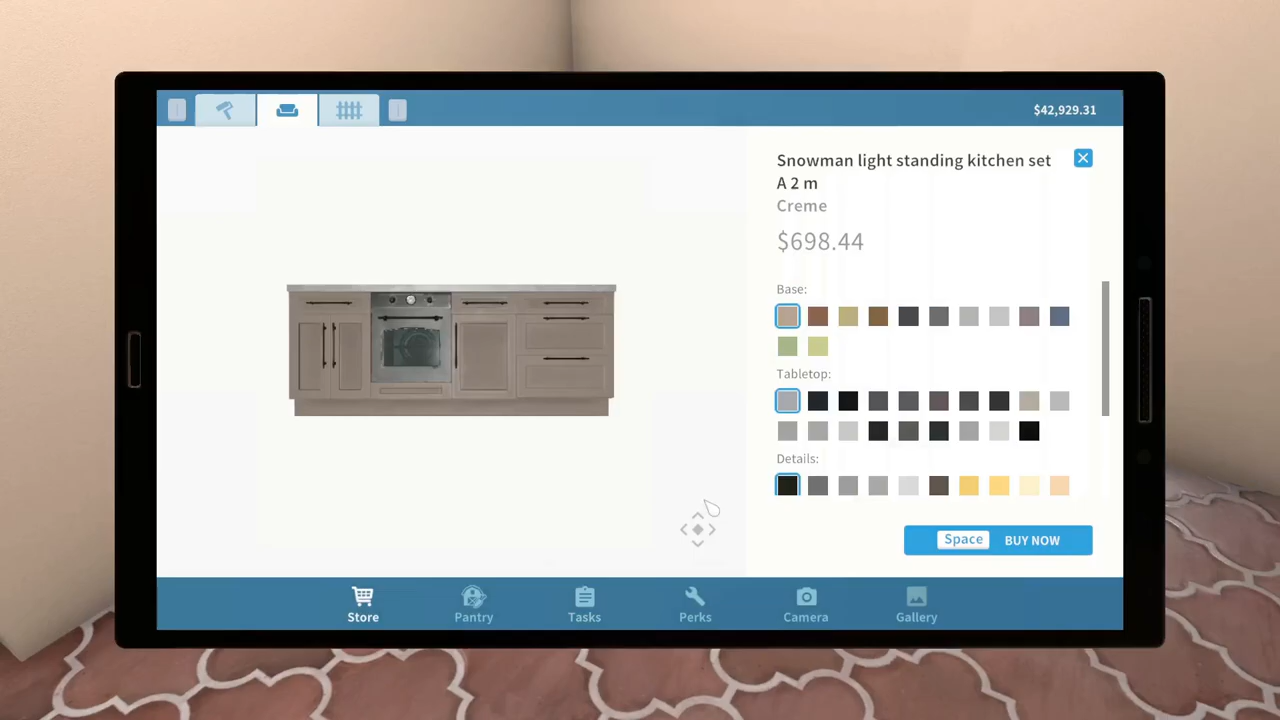 $42,929.31
Snowman light standing kitchen set
A 2 m
Creme
$698.44
Base:
Tabletop:
Details:
Space BUY NOW
Store Pantry Tasks Perks Camera Gallery